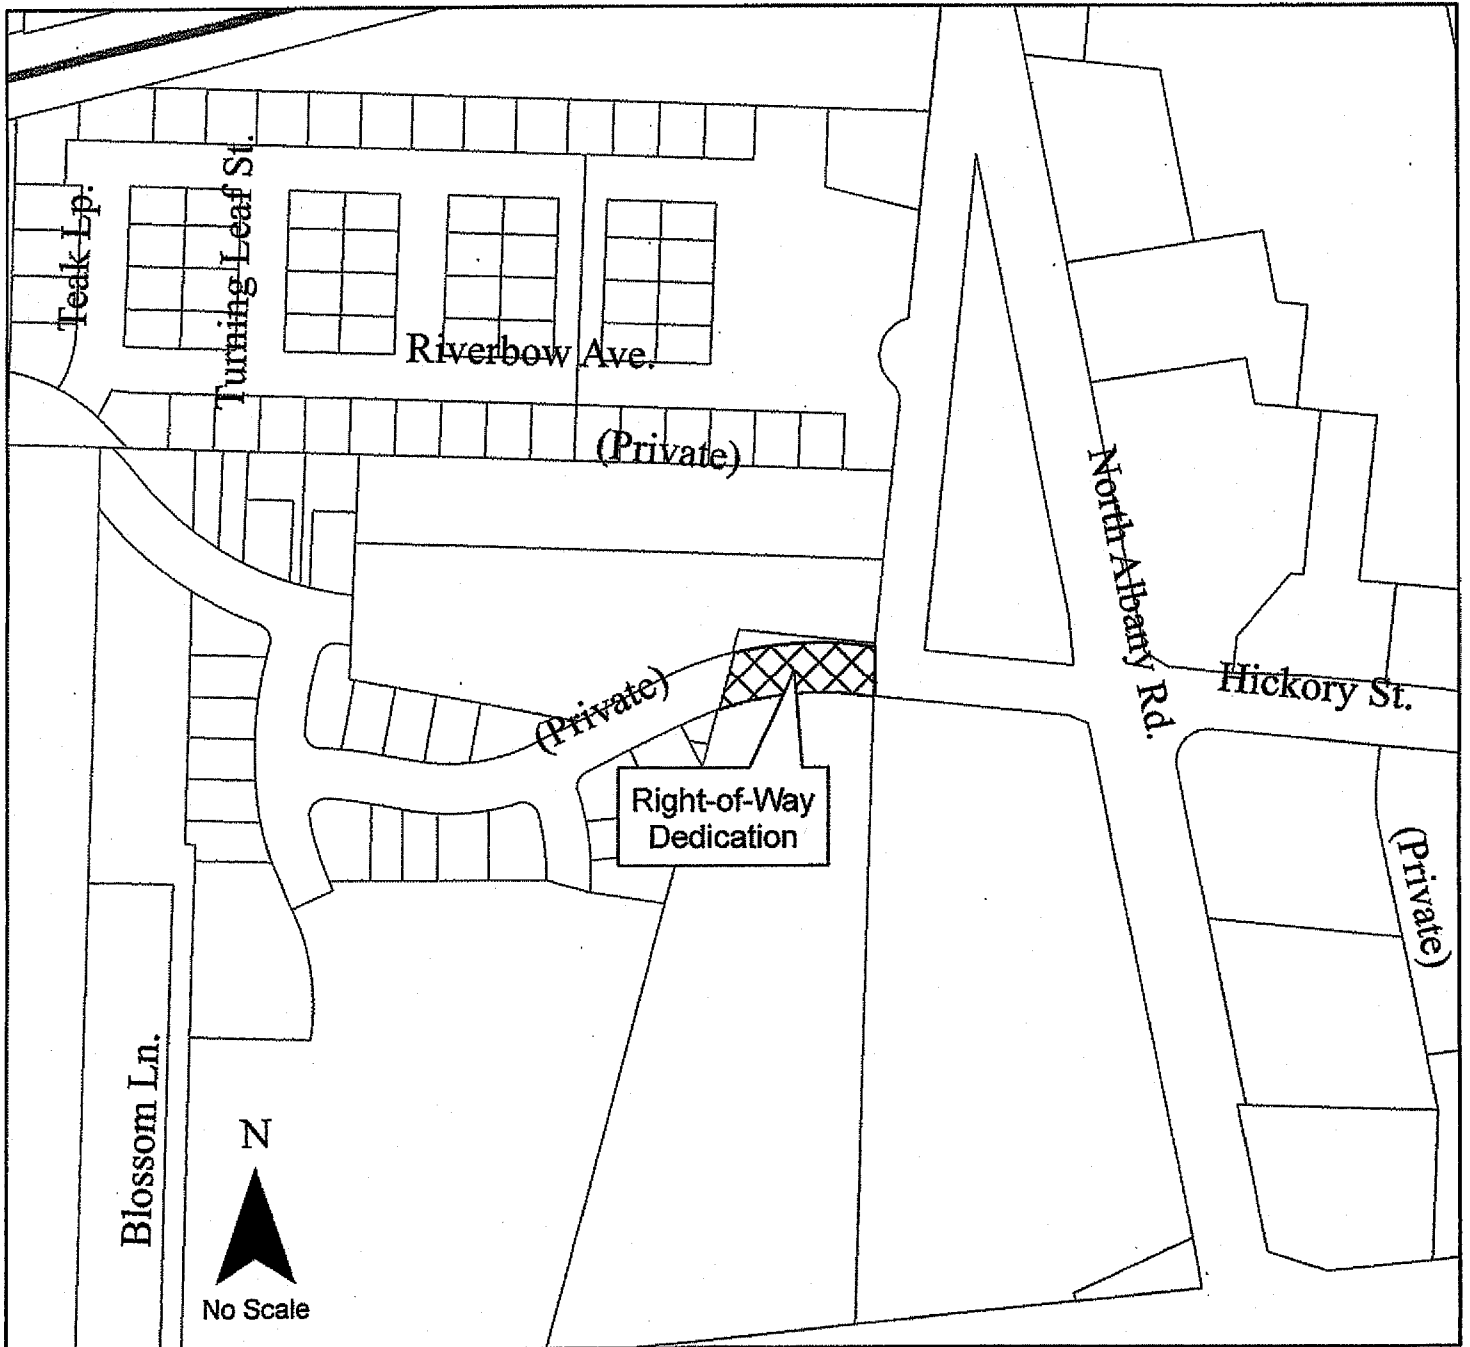 Teak Lp.
Turning Leaf St.
Riverbow Ave.
(Private)
North Albany Rd.
(Private)
Hickory St.
Right-of-Way
Dedication
(Private)
Blossom Ln.
N
No Scale